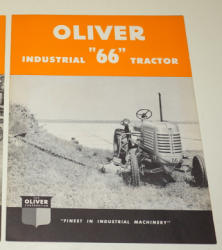 OLIVER
INDUSTRIAL "66" TRACTOR
OLIVER
"FINEST IN INDUSTRIAL MACHINERY"